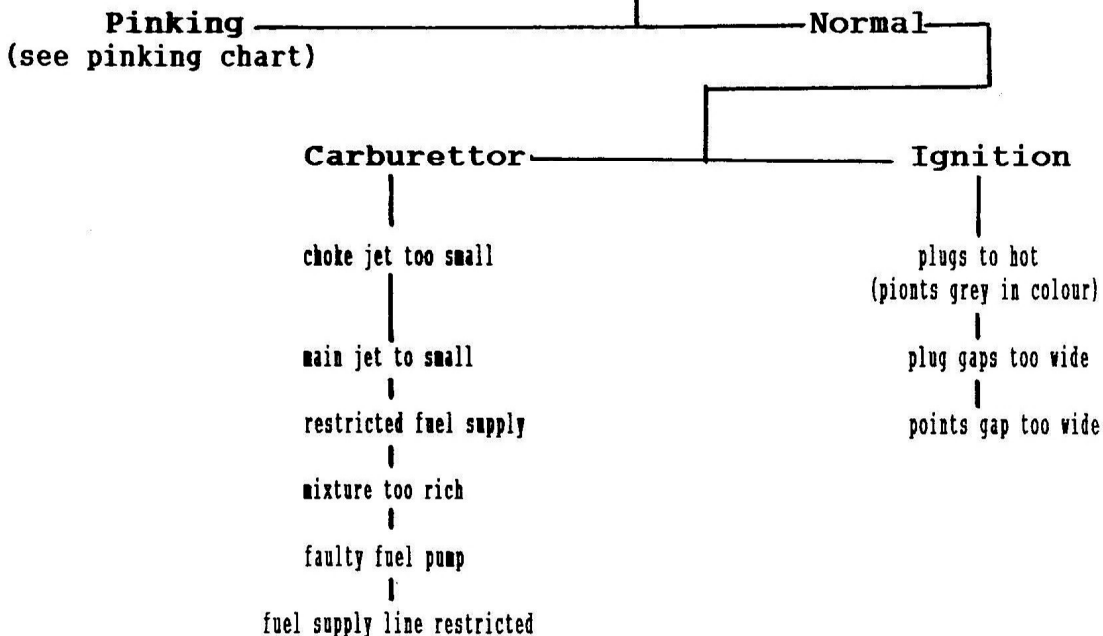 Pinking
Normal
(see pinking chart)
Carburettor
Ignition
choke jet too small
plugs to hot
(pionts grey in colour)
main jet to small
plug gaps too wide
restricted fuel supply
points gap too wide
mixture too rich
faulty fuel pump
fuel supply line restricted